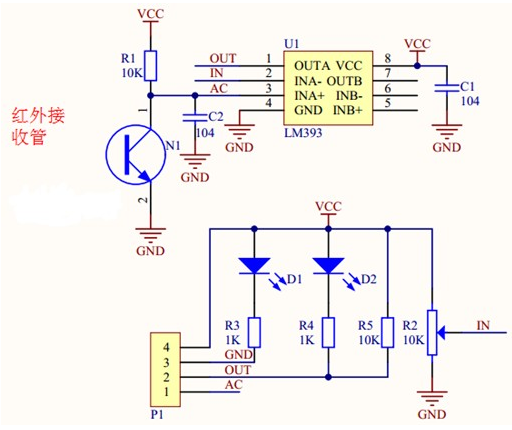 VCC
R1
10K
红外接
收管
1
N1
2
GND
C2
104
GND
U1
OUT 1 OUTA VCC 8 VCC
IN 2 INA- OUTB 7
AC 3 INA+ INB- 6
4 GND INB+ 5
LM393
GND
C1
104
GND
VCC
D1
D2
R3
1K
R4
1K
R5
10K
R2
10K
IN
4
3 GND
2 OUT
1 AC
P1
GND